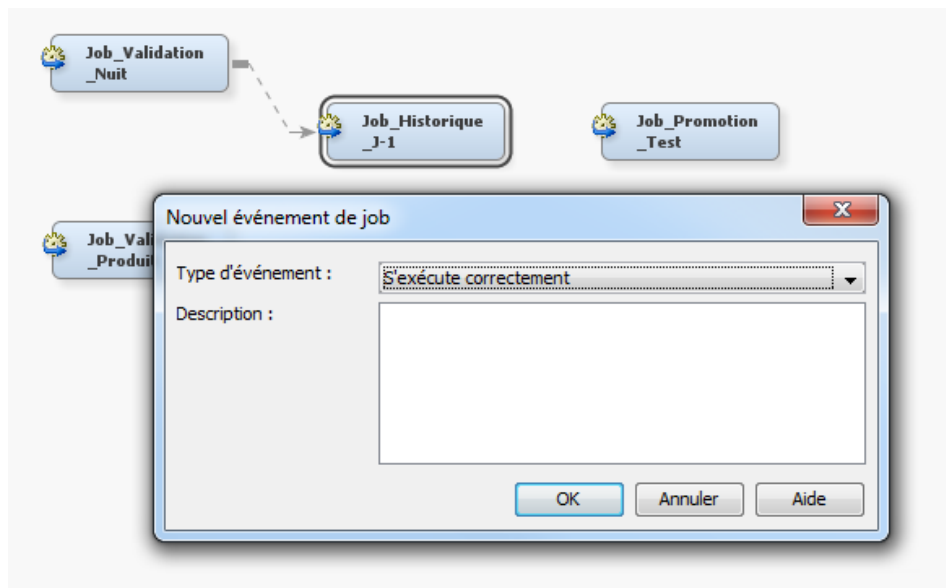 Job_Validation
_Nuit
Job_Historique
_J-1
Job_Promotion
_Test
Nouvel événement de job
Job_Vali
_Produi
Type d'événement :
S'exécute correctement
Description :
OK
Annuler
Aide